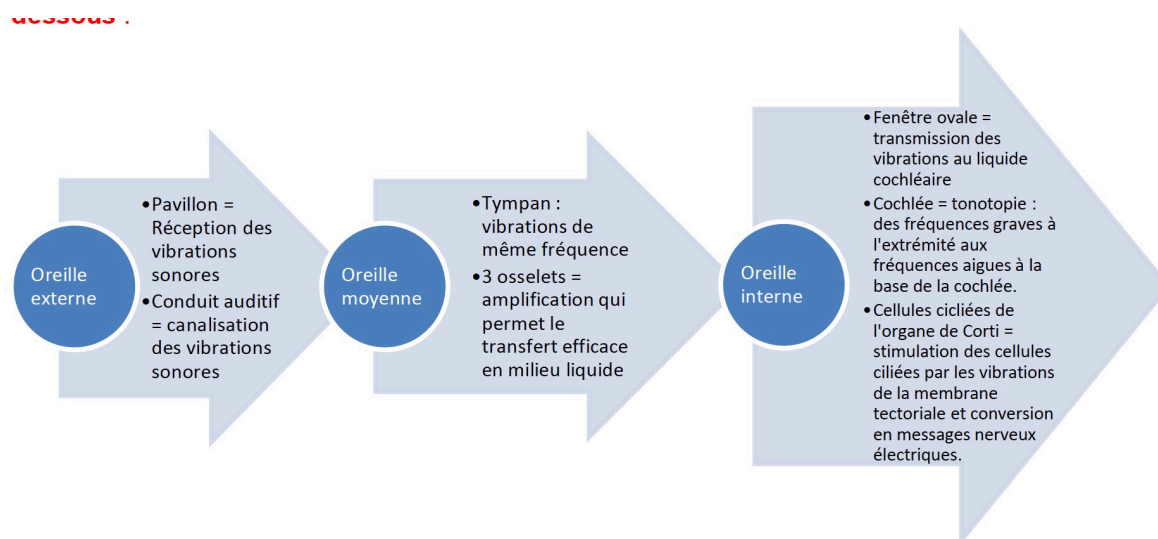 dessous :
Oreille
externe
•Pavillon =
Réception des
vibrations
sonores
•Conduit auditif
= canalisation
des vibrations
sonores
Oreille
moyenne
•Tympan :
vibrations de
même fréquence
•3 osselets =
amplification qui
permet le
transfert efficace
en milieu liquide
Oreille
interne
•Fenêtre ovale =
transmission des
vibrations au liquide
cochléaire
•Cochlée = tonotopie :
des fréquences graves à
l'extrémité aux
fréquences aigues à la
base de la cochlée.
•Cellules cicliées de
l'organe de Corti =
stimulation des cellules
ciliées par les vibrations
de la membrane
tectoriale et conversion
en messages nerveux
électriques.